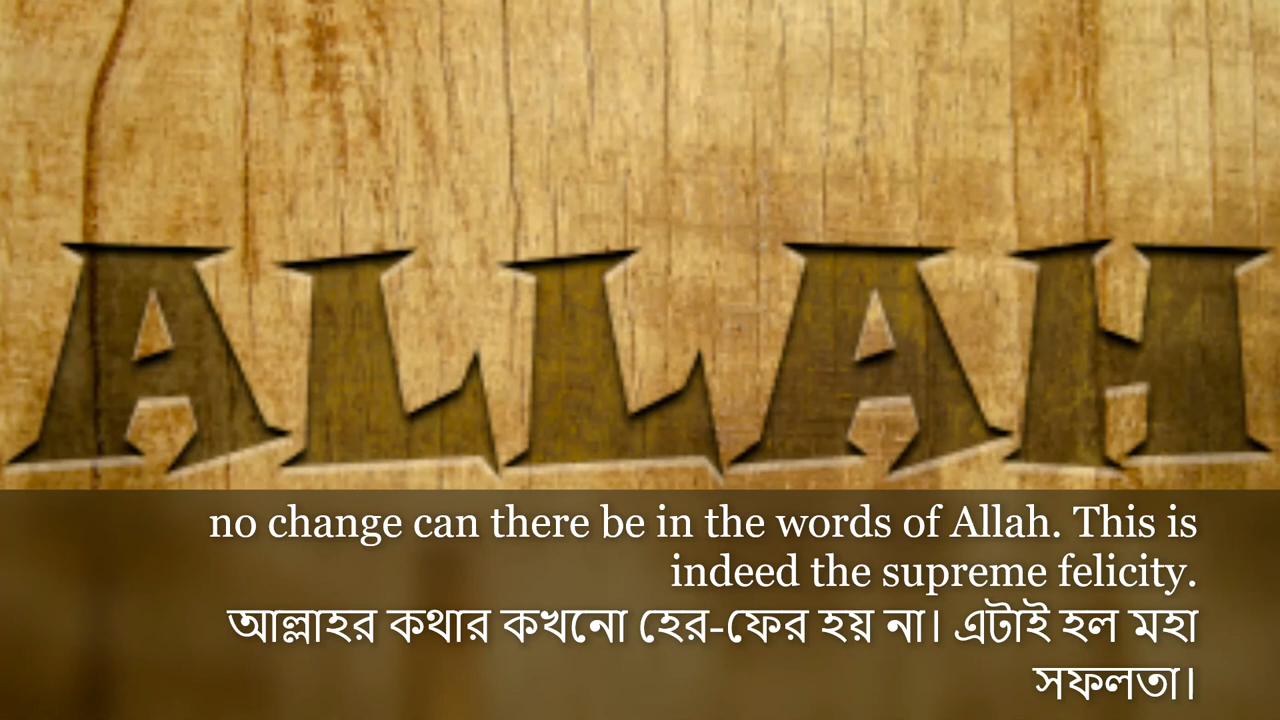 ALLAH
no change can there be in the words of Allah. This is
indeed the supreme felicity.
আল্লাহর কথার কখনো হের-ফের হয় না। এটাই হল মহা
সফলতা।